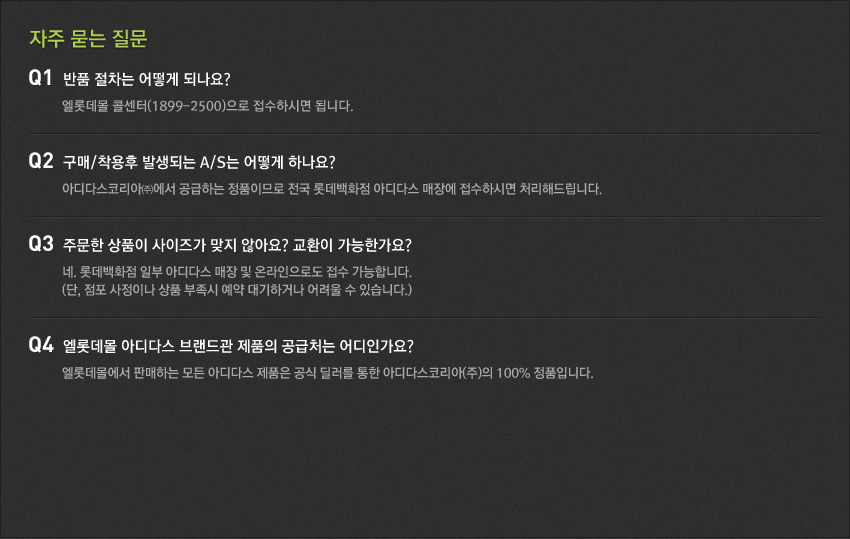 자주 묻는 질문
Q1 반품 절차는 어떻게 되나요?
엘롯데몰 콜센터(1899-2500)으로 접수하시면 됩니다.
Q2 구매/착용후 발생되는 A/S는 어떻게 하나요?
아디다스코리아㈜에서 공급하는 정품이므로 전국 롯데백화점 아디다스 매장에 접수하시면 처리해드립니다.
Q3 주문한 상품이 사이즈가 맞지 않아요? 교환이 가능한가요?
네. 롯데백화점 일부 아디다스 매장 및 온라인으로도 접수 가능합니다.
(단, 점포 사정이나 상품 부족시 예약 대기하거나 어려울 수 있습니다.)
Q4 엘롯데몰 아디다스 브랜드관 제품의 공급처는 어디인가요?
엘롯데몰에서 판매하는 모든 아디다스 제품은 공식 딜러를 통한 아디다스코리아(주)의 100% 정품입니다.